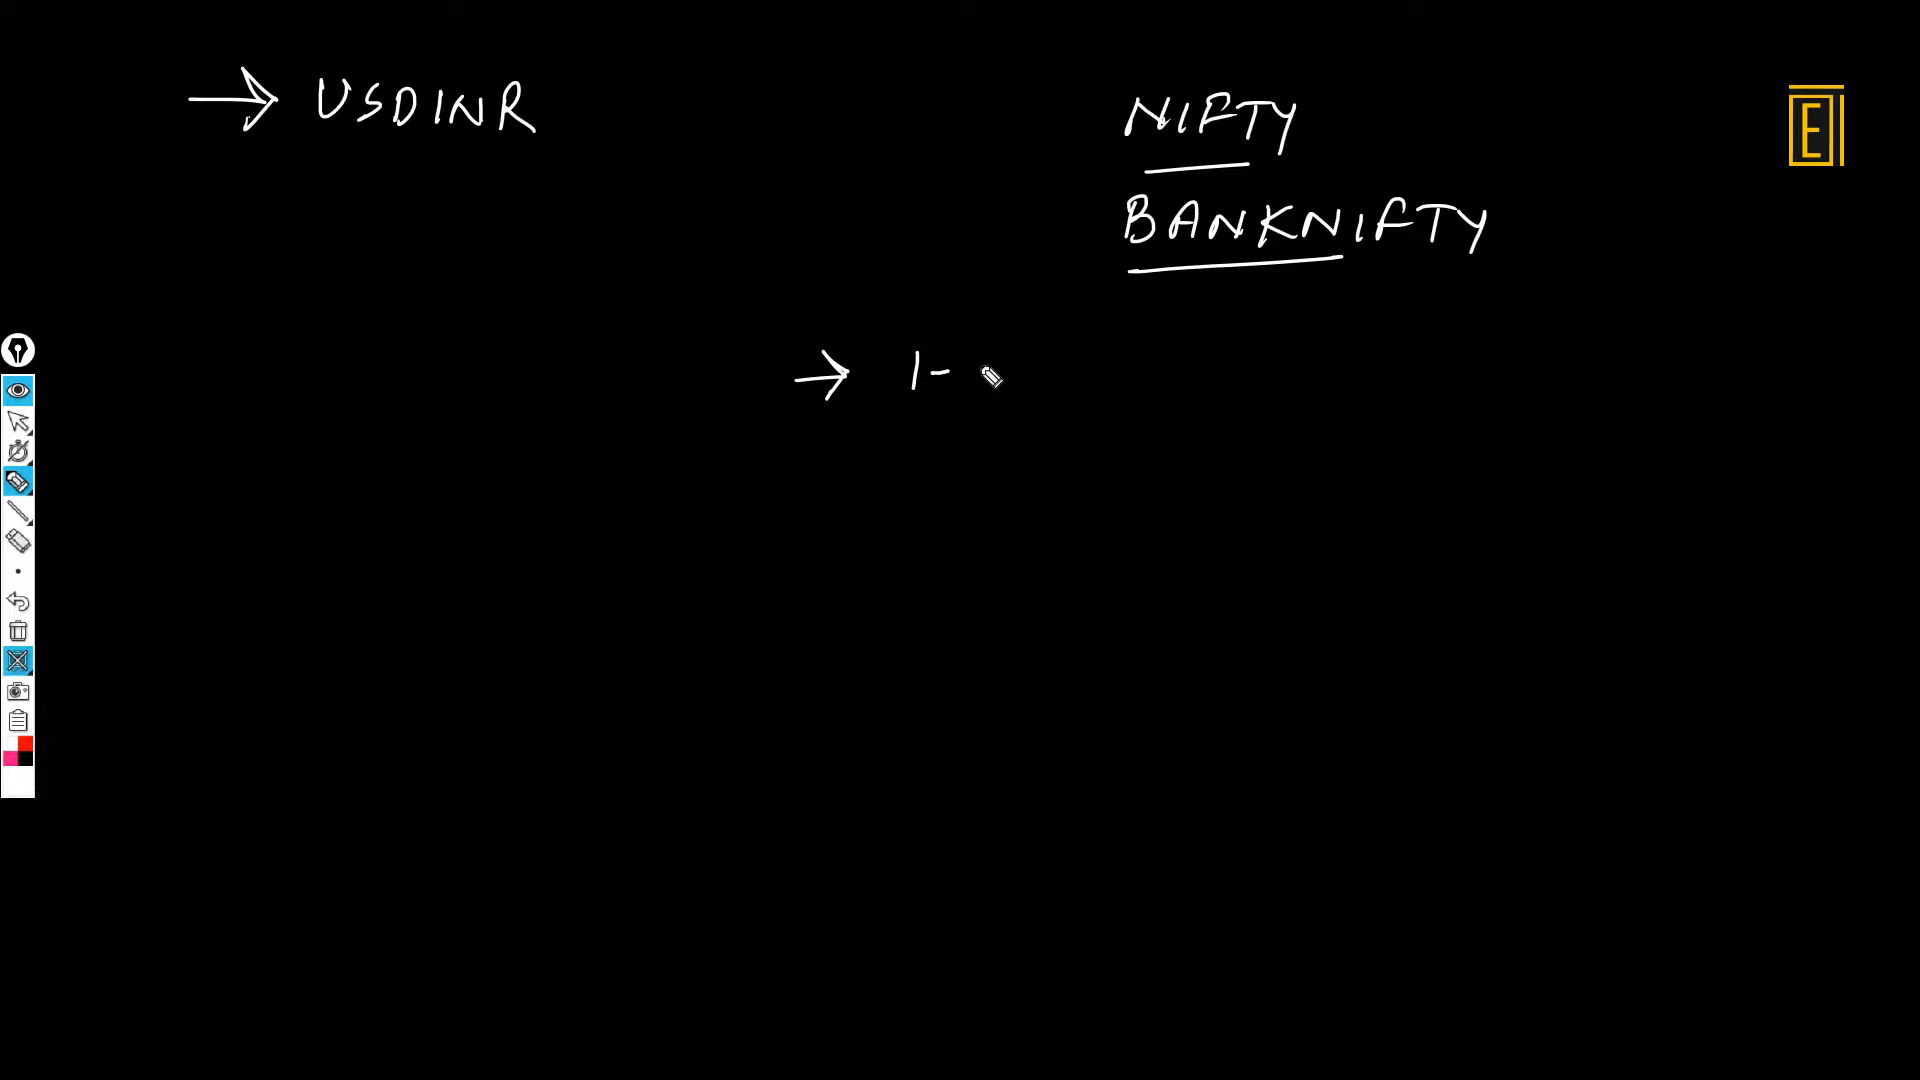 → USDINR
NIFTY
BANKNIFTY
→ 1-
E